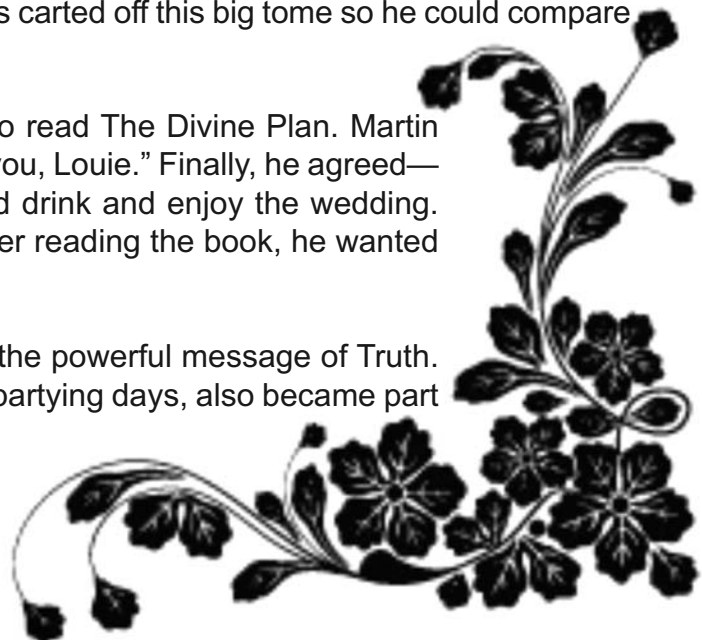 s carted off this big tome so he could compare
o read The Divine Plan. Martin
you, Louie.” Finally, he agreed—
d drink and enjoy the wedding.
er reading the book, he wanted
the powerful message of Truth.
partying days, also became part